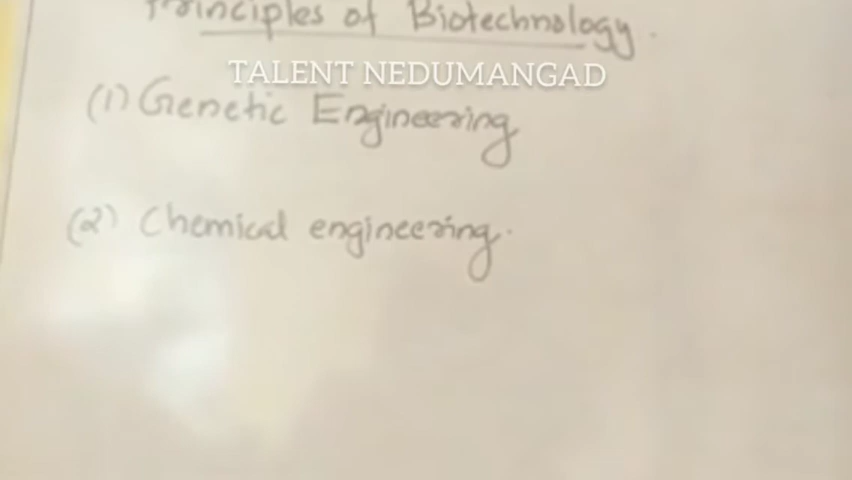 Principles of Biotechnology.
TALENT NEDUMANGAD
(1) Genetic Engineering
(2) Chemical engineering.